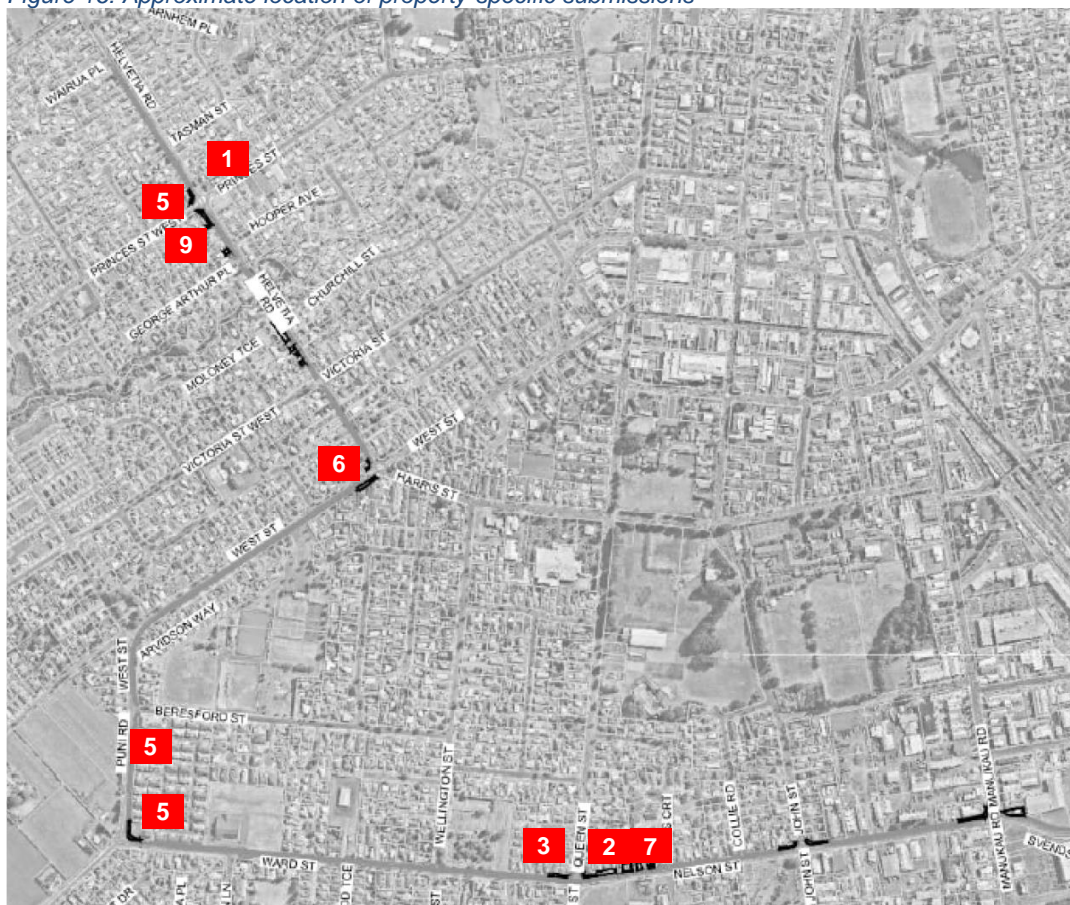 Figure 18: Approximate location of property-specific submissions
ARNHEM PL
HELVETIA RD
WAIRUA PL
TASMAN ST
1
PRINCES ST
5
HOOPER AVE
PRINCES ST WEST
9
CHURCHILL ST
GEORGE ARTHUR PL
HELVETIA
RD
MOLONEY TCE
VICTORIA ST
VICTORIA ST WEST
WEST ST
6
HARRIS ST
WEST ST
ARVIDSON WAY
WEST ST
BERESFORD ST
PUNI RD
5
WELLINGTON ST
MANUKAU RD
5
COLLIE RD
JOHN ST
QUEEN ST
3
2
7
S CRT
WARD ST
NELSON ST
JOHN ST
MANUKAU RD
SVENDS